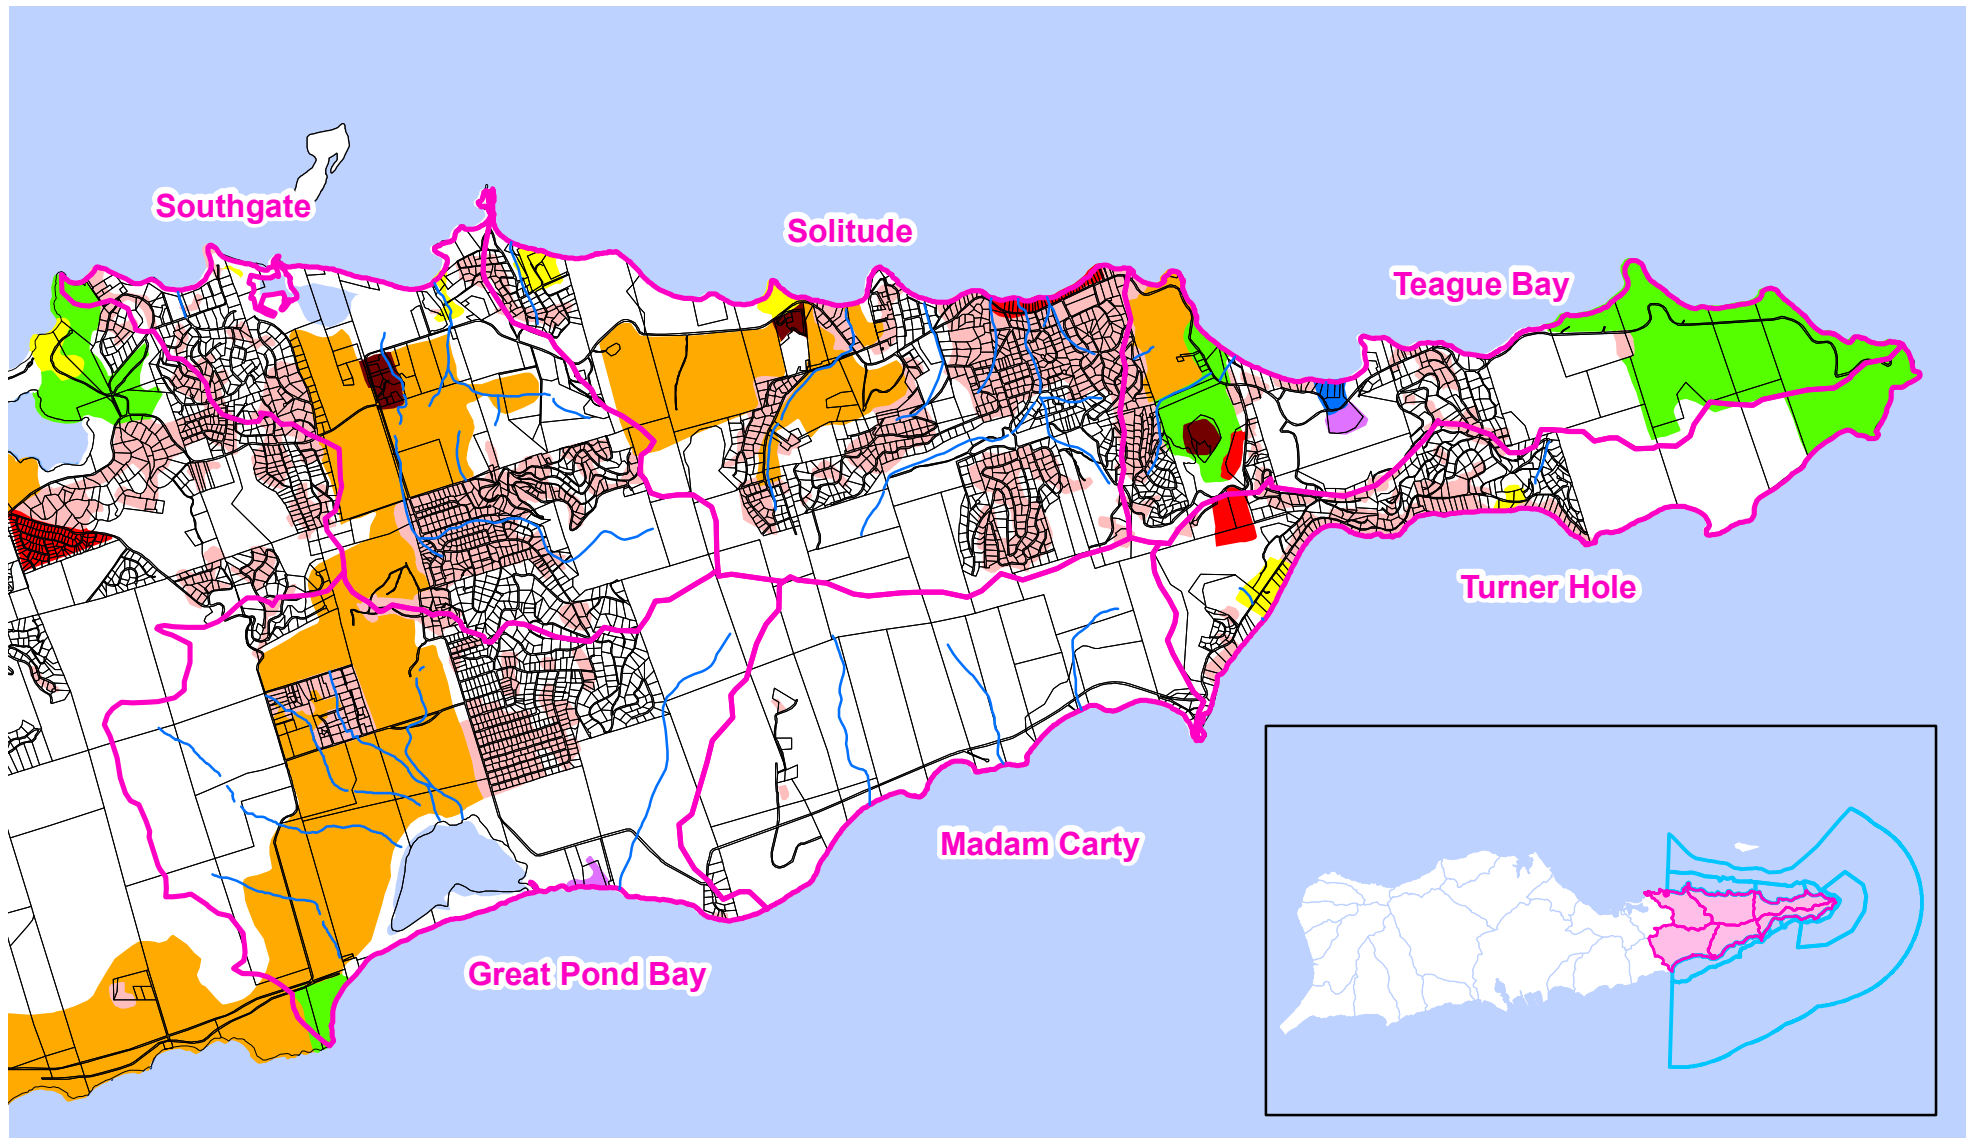 Southgate
Solitude
Teague Bay
Turner Hole
Madam Carty
Great Pond Bay